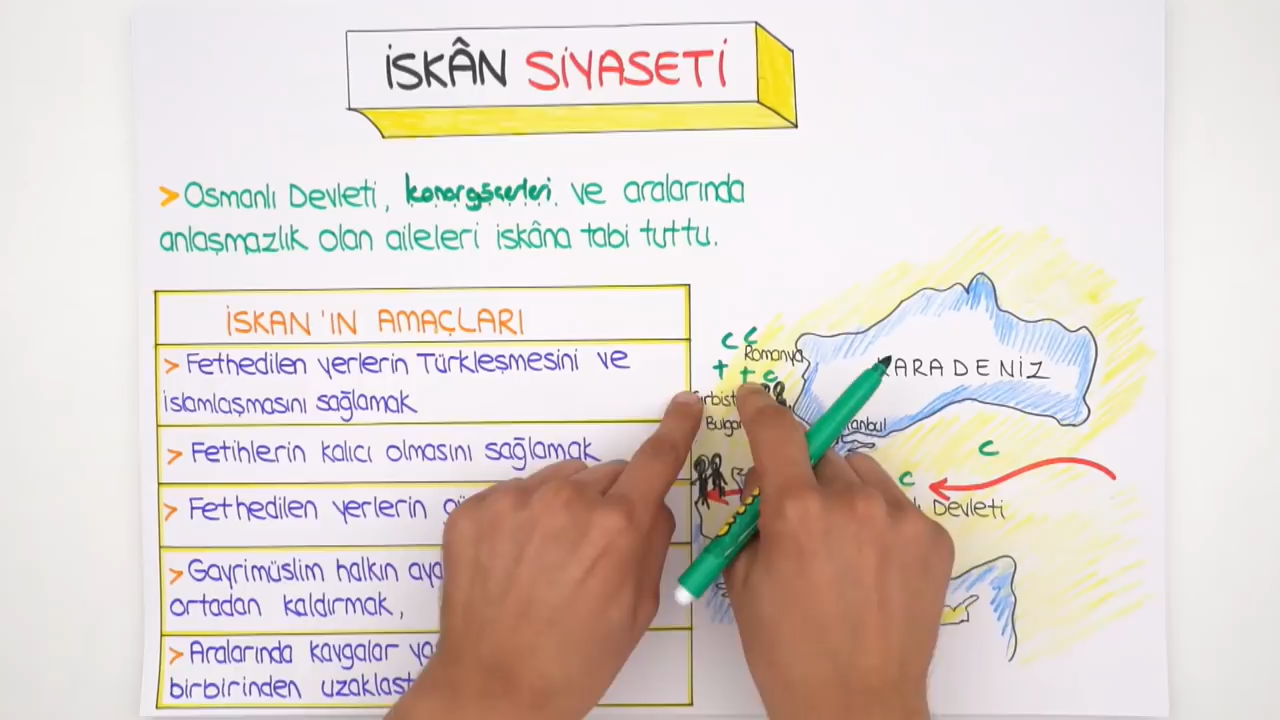 İSKÂN SİYASETİ
> Osmanlı Devleti, konargöçerleri ve aralarında
anlaşmazlık olan aileleri iskâna tabi tuttu.
İSKAN'IN AMAÇLARI
> Fethedilen yerlerin Türkleşmesini ve
islamlaşmasını sağlamak
> Fetihlerin kalıcı olmasını sağlamak
> Fethedilen yerlerin
> Gayrimüslim halkın
ortadan kaldırmak,
> Aralarında kavgalar
birbirinden
C C
Romanya
+ + C
KARADENİZ
C
C
Devleti